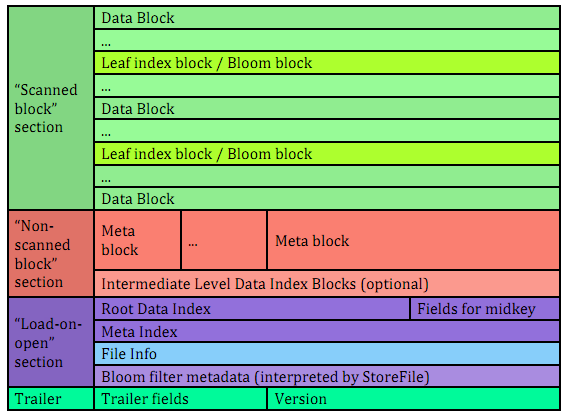 “Scanned
block”
section
Data Block
...
Leaf index block / Bloom block
...
Data Block
...
Leaf index block / Bloom block
...
Data Block
“Non-
scanned
block”
section
Meta
block
...
Meta block
Intermediate Level Data Index Blocks (optional)
“Load-on-
open”
section
Root Data Index
Fields for midkey
Meta Index
File Info
Bloom filter metadata (interpreted by StoreFile)
Trailer
Trailer fields
Version